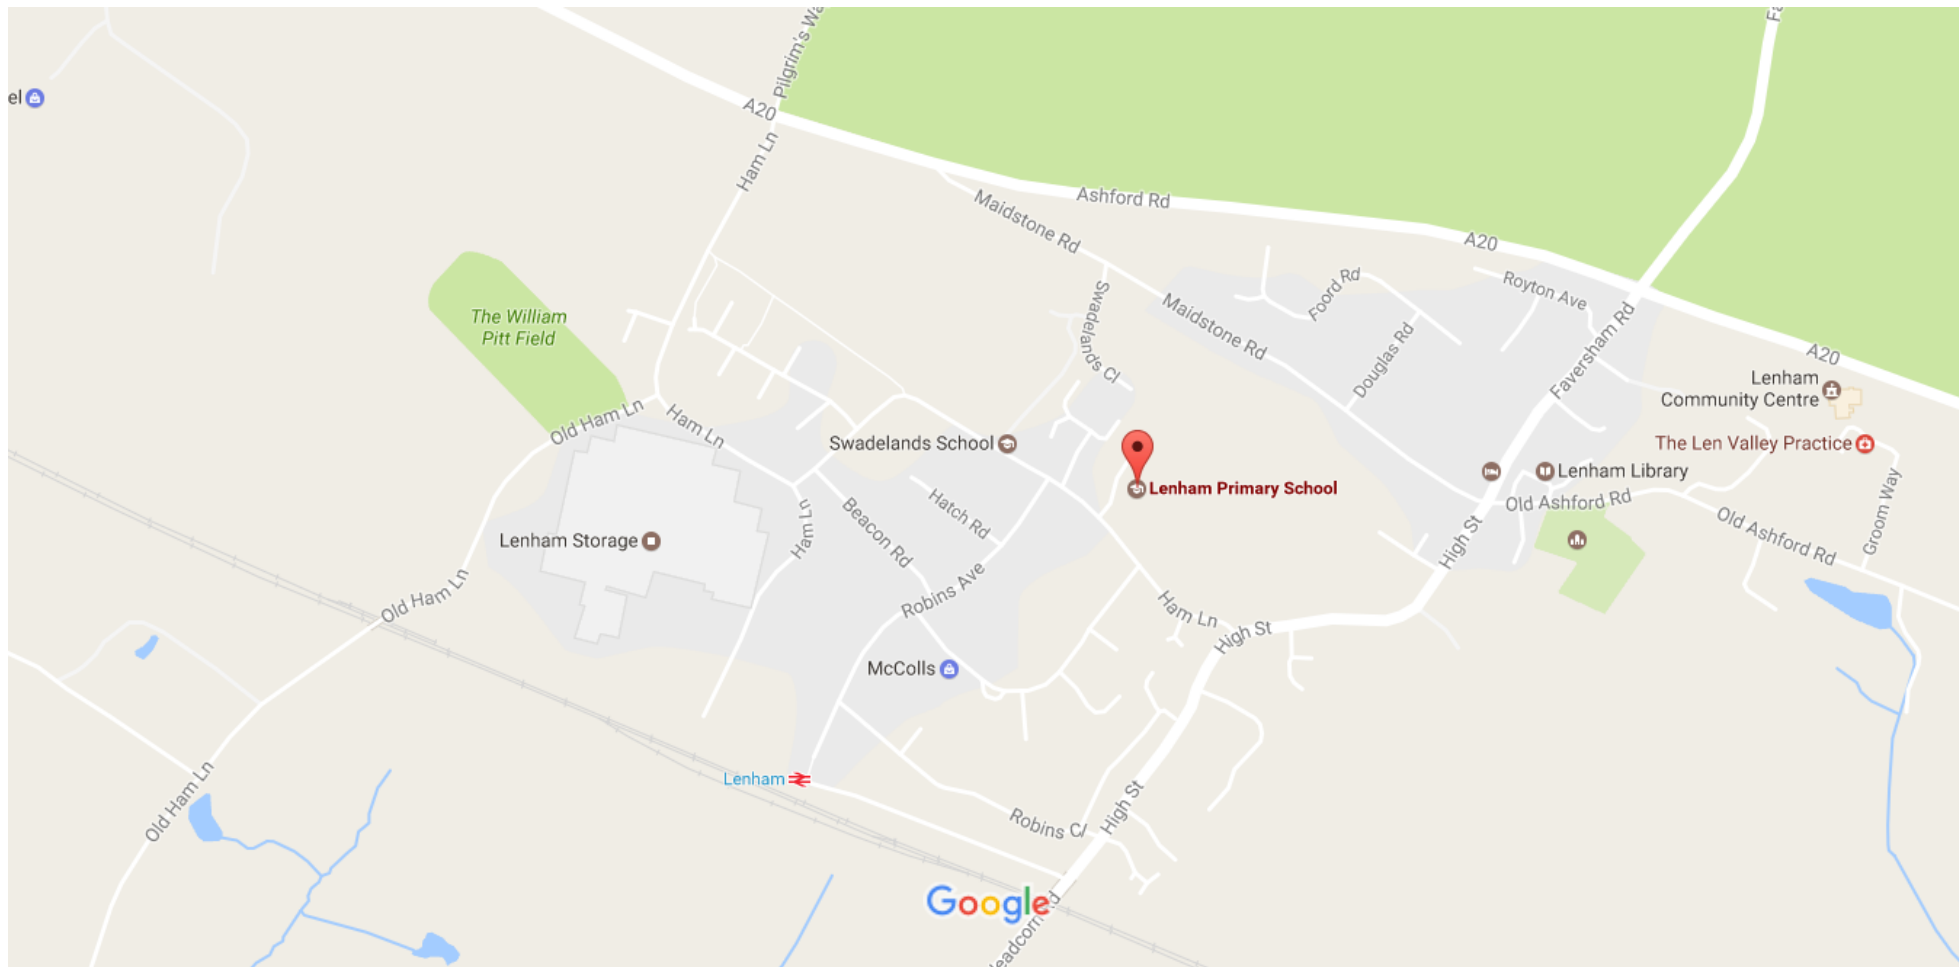 Pilgrim's Wa
Fa
el
A20
Ham Ln
Maidstone Rd
Ashford Rd
A20
Swadelands Cl
Maidstone Rd
Foord Rd
Royton Ave
Douglas Rd
Faversham Rd
A20
The William
Pitt Field
Lenham
Community Centre
Old Ham Ln
Ham Ln
Swadelands School
The Len Valley Practice
Lenham Primary School
Lenham Library
Old Ashford Rd
Hatch Rd
Beacon Rd
Ham Ln
Lenham Storage
High St
Old Ashford Rd
Groom Way
Old Ham Ln
Robins Ave
Ham Ln
High St
McColls
Lenham
Old Ham Ln
Robins Cl
High St
Google
eadcorn Rd